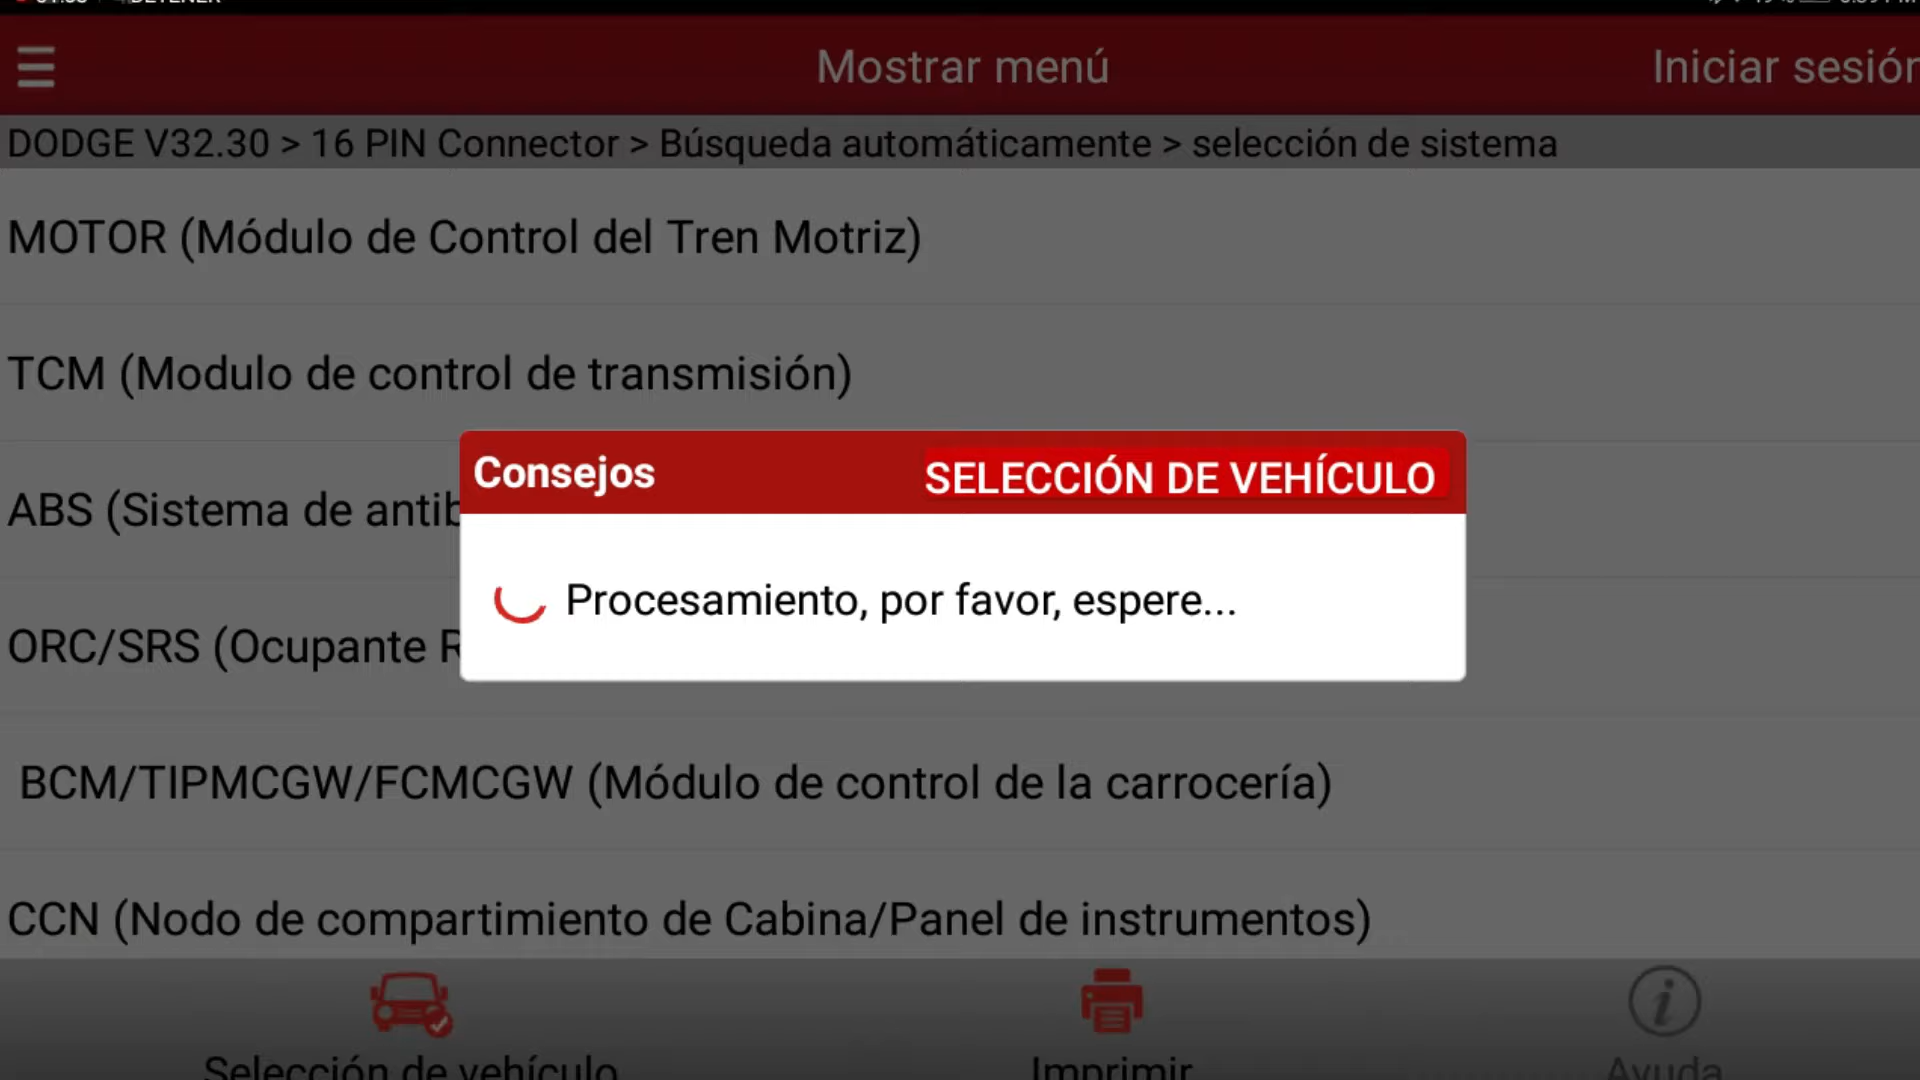 Mostrar menú
Iniciar sesión
DODGE V32.30 > 16 PIN Connector > Búsqueda automáticamente > selección de sistema
MOTOR (Módulo de Control del Tren Motriz)
TCM (Modulo de control de transmisión)
ABS (Sistema de antib
Consejos
SELECCIÓN DE VEHÍCULO
Procesamiento, por favor, espere...
ORC/SRS (Ocupante R
BCM/TIPMCGW/FCMCGW (Módulo de control de la carrocería)
CCN (Nodo de compartimiento de Cabina/Panel de instrumentos)
Selección de vehículo
Imprimir
Ayuda